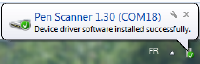 Pen Scanner 1.30 (COM18)
Device driver software installed successfully.
FR